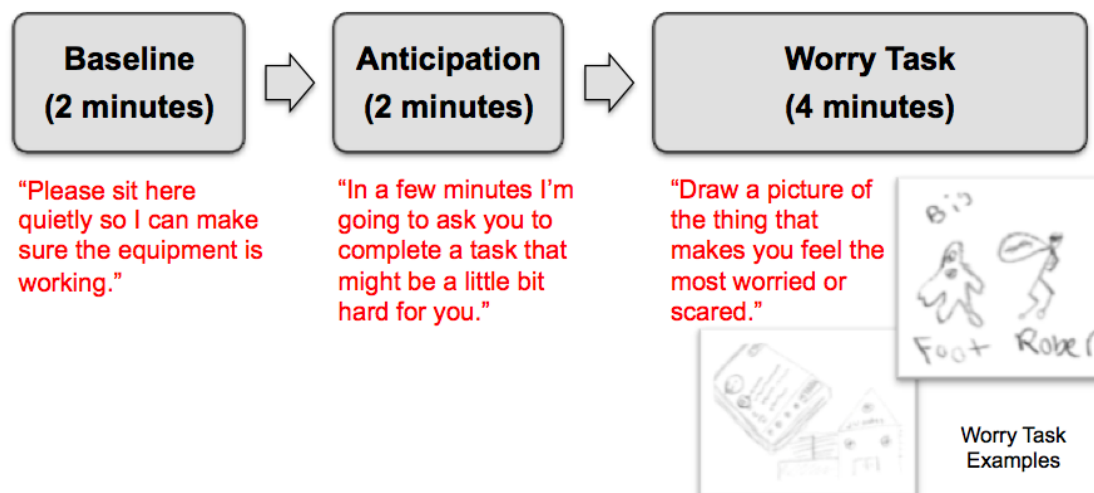 Baseline
(2 minutes)
Anticipation
(2 minutes)
Worry Task
(4 minutes)
“Please sit here
quietly so I can make
sure the equipment is
working.”
“In a few minutes I’m
going to ask you to
complete a task that
might be a little bit
hard for you.”
“Draw a picture of
the thing that
makes you feel the
most worried or
scared.”
Big
Foot Rober
Worry Task
Examples